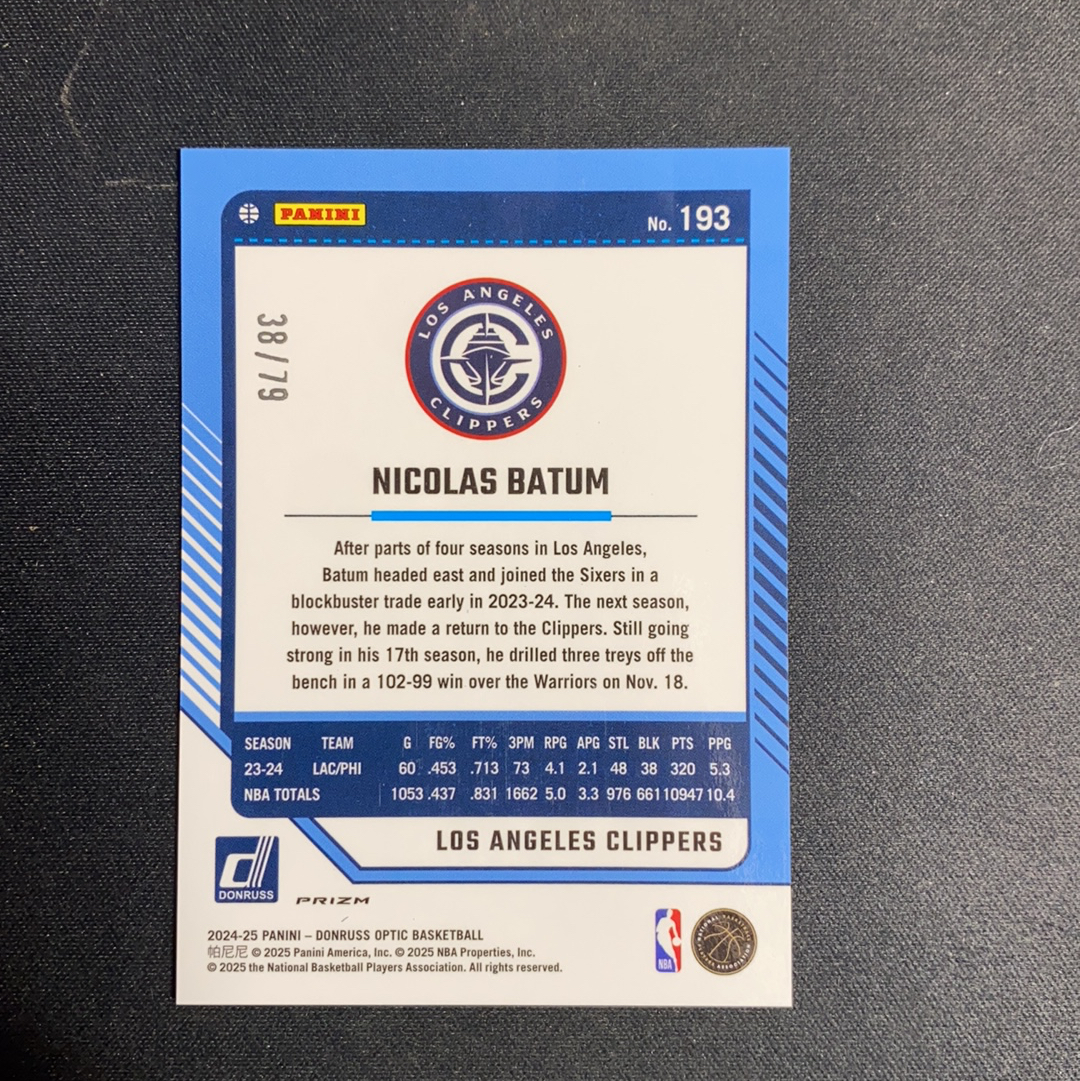 PANINI
No. 193
38/79
LOS ANGELES
CLIPPERS
NICOLAS BATUM
After parts of four seasons in Los Angeles,
Batum headed east and joined the Sixers in a
blockbuster trade early in 2023-24. The next season,
however, he made a return to the Clippers. Still going
strong in his 17th season, he drilled three treys off the
bench in a 102-99 win over the Warriors on Nov. 18.
SEASON TEAM G FG% FT% 3PM RPG APG STL BLK PTS PPG
23-24 LAC/PHI 60 .453 .713 73 4.1 2.1 48 38 320 5.3
NBA TOTALS 1053 .437 .831 1662 5.0 3.3 976 661 10947 10.4
LOS ANGELES CLIPPERS
DONRUSS
PRIZM
2024-25 PANINI – DONRUSS OPTIC BASKETBALL
帕尼尼 © 2025 Panini America, Inc. © 2025 NBA Properties, Inc.
© 2025 the National Basketball Players Association. All rights reserved.
NBA
NATIONAL BASKETBALL
PLAYERS ASSOCIATION